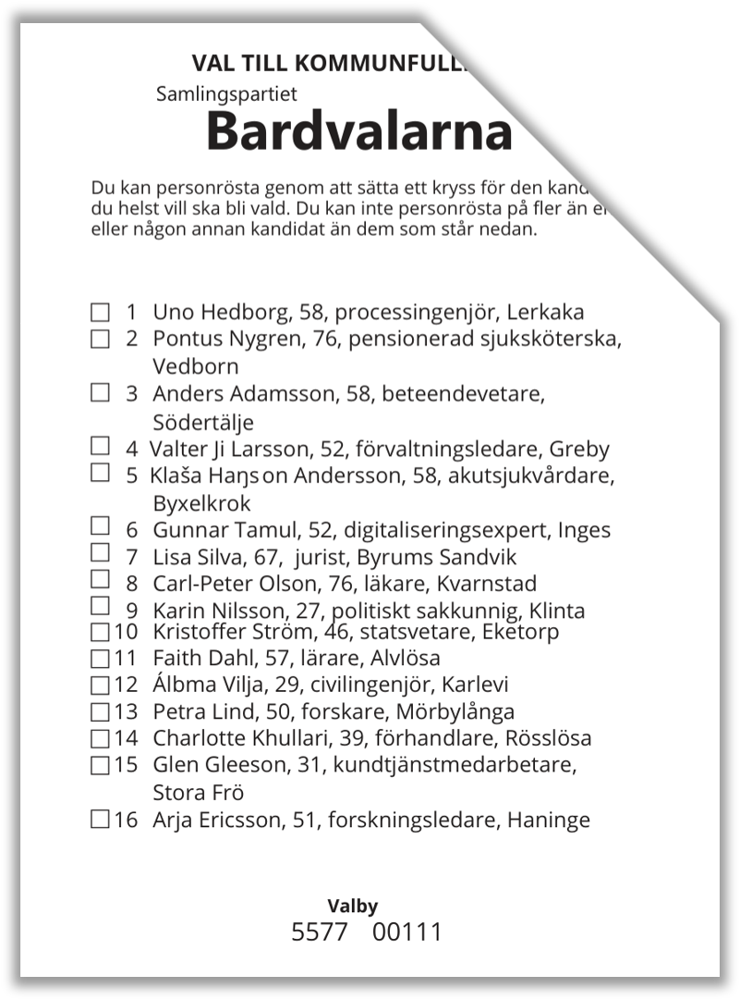 VAL TILL KOMMUNFULL
Samlingspartiet
Bardvalarna
Du kan personrösta genom att sätta ett kryss för den kand
du helst vill ska bli vald. Du kan inte personrösta på fler än e
eller någon annan kandidat än dem som står nedan.
1 Uno Hedborg, 58, processingenjör, Lerkaka
2 Pontus Nygren, 76, pensionerad sjuksköterska,
Vedborn
3 Anders Adamsson, 58, beteendevetare,
Södertälje
4 Valter Ji Larsson, 52, förvaltningsledare, Greby
5 Klaša Haŋson Andersson, 58, akutsjukvårdare,
Byxelkrok
6 Gunnar Tamul, 52, digitaliseringsexpert, Inges
7 Lisa Silva, 67, jurist, Byrums Sandvik
8 Carl-Peter Olson, 76, läkare, Kvarnstad
9 Karin Nilsson, 27, politiskt sakkunnig, Klinta
10 Kristoffer Ström, 46, statsvetare, Eketorp
11 Faith Dahl, 57, lärare, Alvlösa
12 Álbma Vilja, 29, civilingenjör, Karlevi
13 Petra Lind, 50, forskare, Mörbylånga
14 Charlotte Khullari, 39, förhandlare, Rösslösa
15 Glen Gleeson, 31, kundtjänstmedarbetare,
Stora Frö
16 Arja Ericsson, 51, forskningsledare, Haninge
Valby
5577 00111